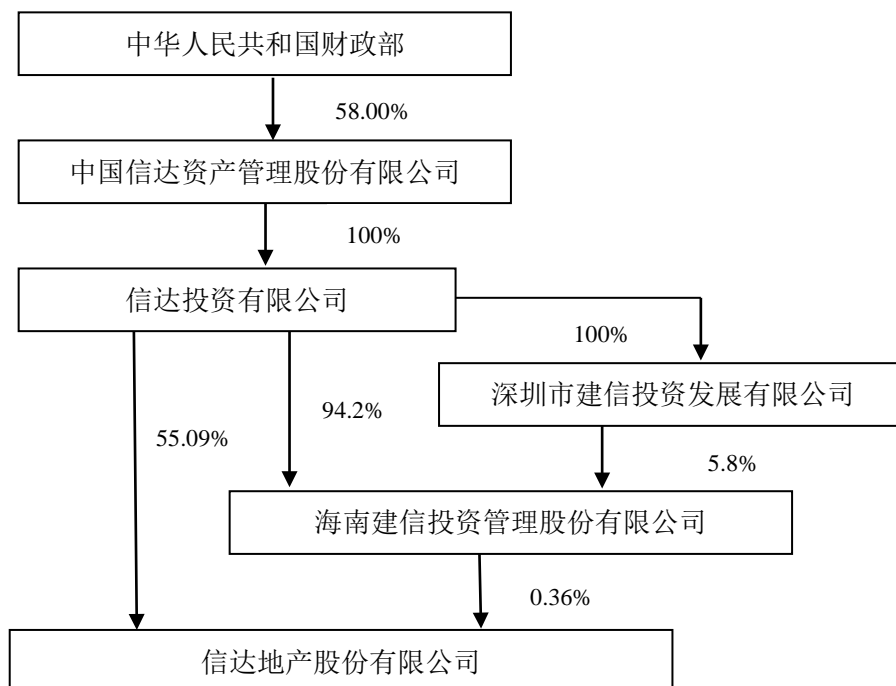 中华人民共和国财政部
58.00%
中国信达资产管理股份有限公司
100%
信达投资有限公司
100%
深圳市建信投资发展有限公司
55.09%
94.2%
5.8%
海南建信投资管理股份有限公司
0.36%
信达地产股份有限公司